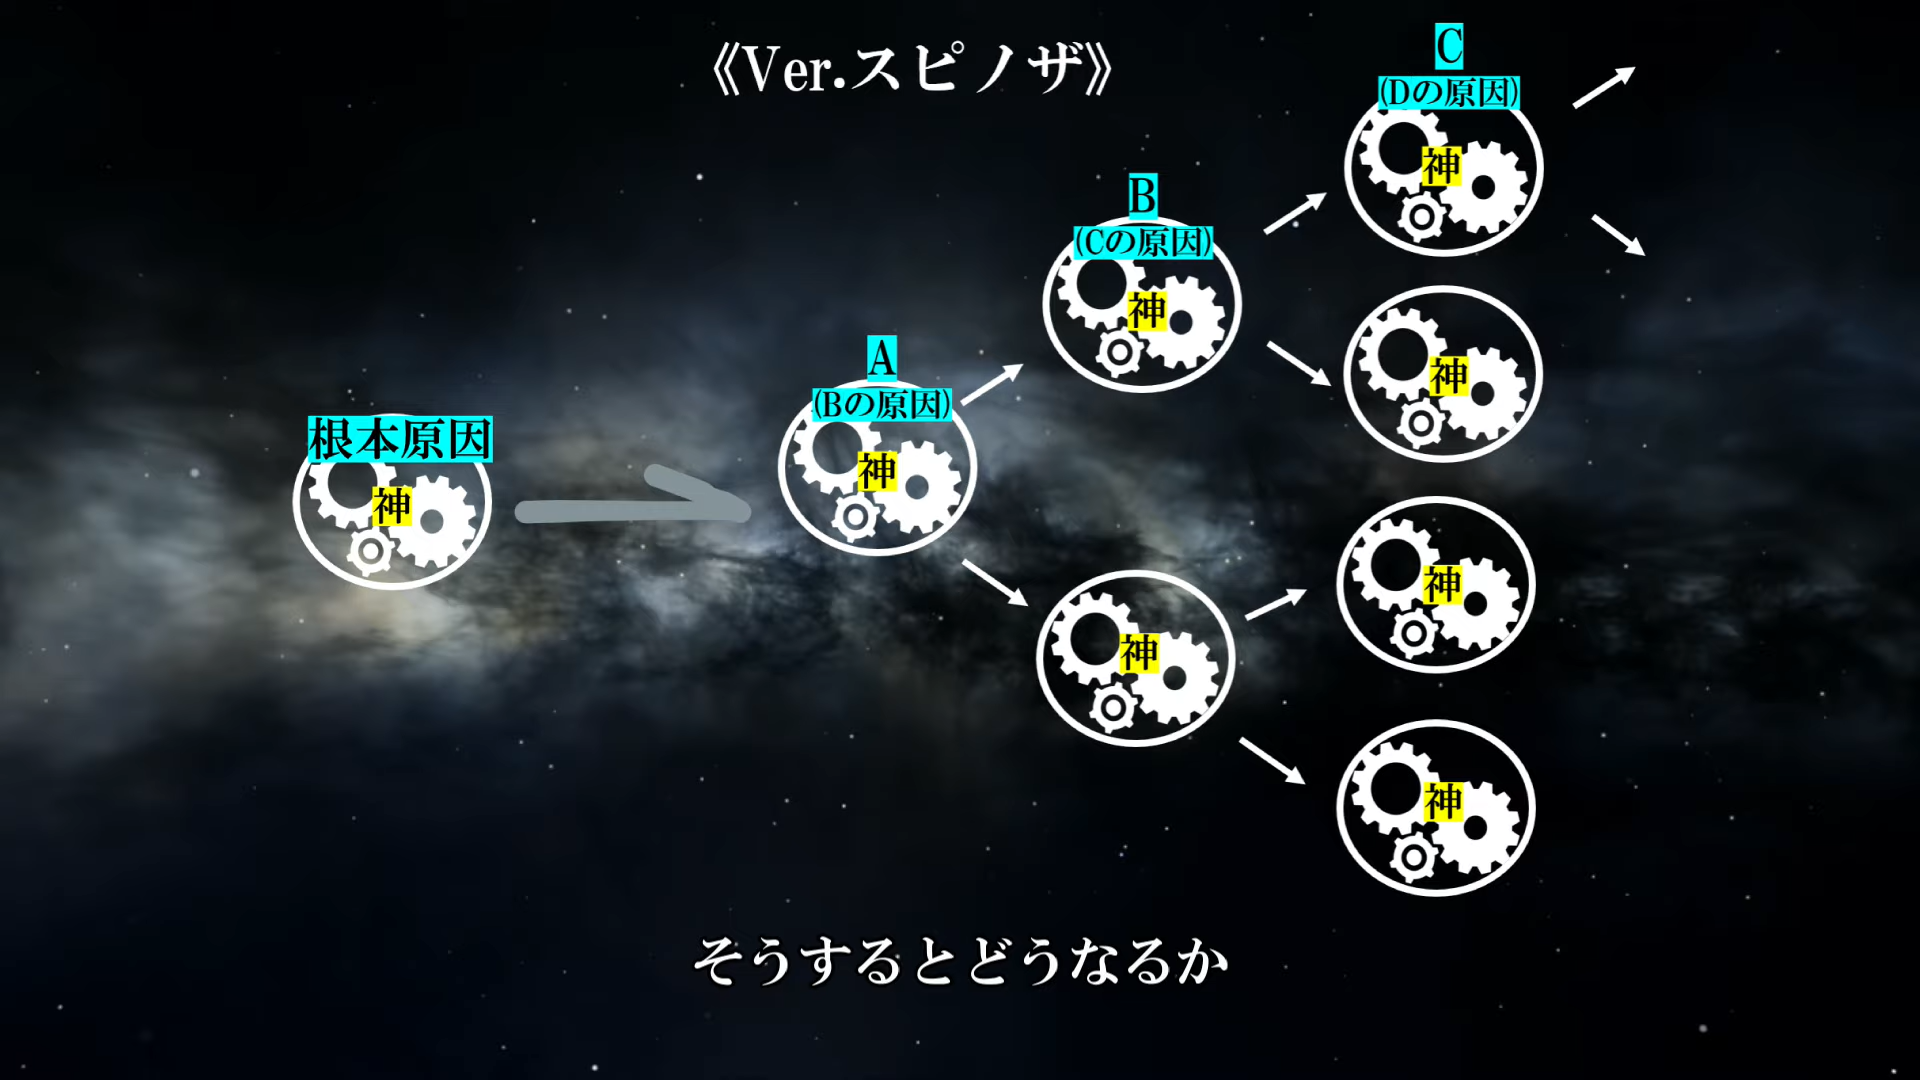 《Ver.スピノザ》
C
(Dの原因)
神
B
(Cの原因)
神
神
A
(Bの原因)
神
根本原因
神
神
神
神
そうするとどうなるか